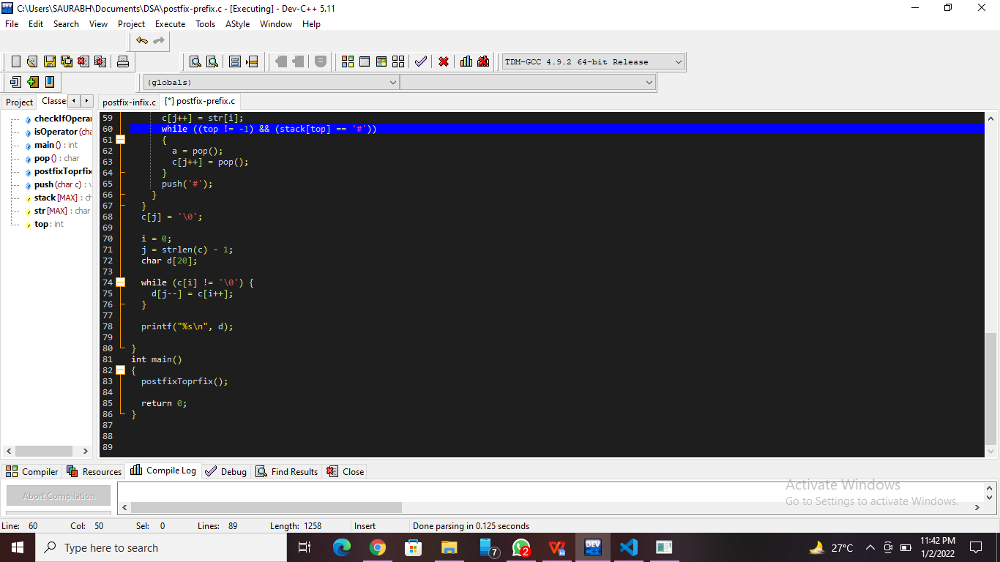 C:\Users\SAURABH\Documents\DSA\postfix-prefix.c - [Executing] - Dev-C++ 5.11
File Edit Search View Project Execute Tools AStyle Window Help
TDM-GCC 4.9.2 64-bit Release
(globals)
Project Classe postfix-infix.c [*] postfix-prefix.c
checkIfOperan
isOperator (cha
main () : int
pop () : char
postfixToprfix
push (char c) : v
stack [MAX] : ch
str [MAX] : char
top : int
59 c[j++] = str[i];
60 while ((top != -1) && (stack[top] == '#'))
61 {
62 a = pop();
63 c[j++] = pop();
64 }
65 push('#');
66 }
67 }
68 c[j] = '\0';
69
70 i = 0;
71 j = strlen(c) - 1;
72 char d[20];
73
74 while (c[i] != '\0') {
75 d[j--] = c[i++];
76 }
77
78 printf("%s\n", d);
79
80 }
81 int main()
82 {
83 postfixToprfix();
84
85 return 0;
86 }
87
88
89
Compiler Resources Compile Log Debug Find Results Close
Abort Compilation
Activate Windows
Go to Settings to activate Windows.
Line: 60 Col: 50 Sel: 0 Lines: 89 Length: 1258 Insert Done parsing in 0.125 seconds
Type here to search 7 2 DEV 27°C 11:42 PM
1/2/2022